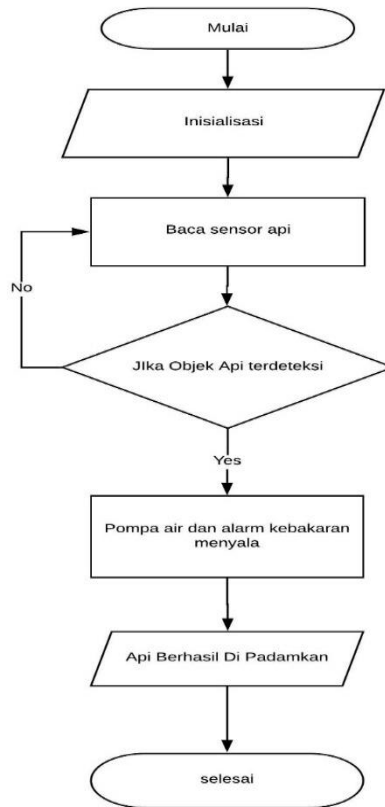 Mulai
Inisialisasi
Baca sensor api
No
JIka Objek Api terdeteksi
Yes
Pompa air dan alarm kebakaran
menyala
Api Berhasil Di Padamkan
selesai